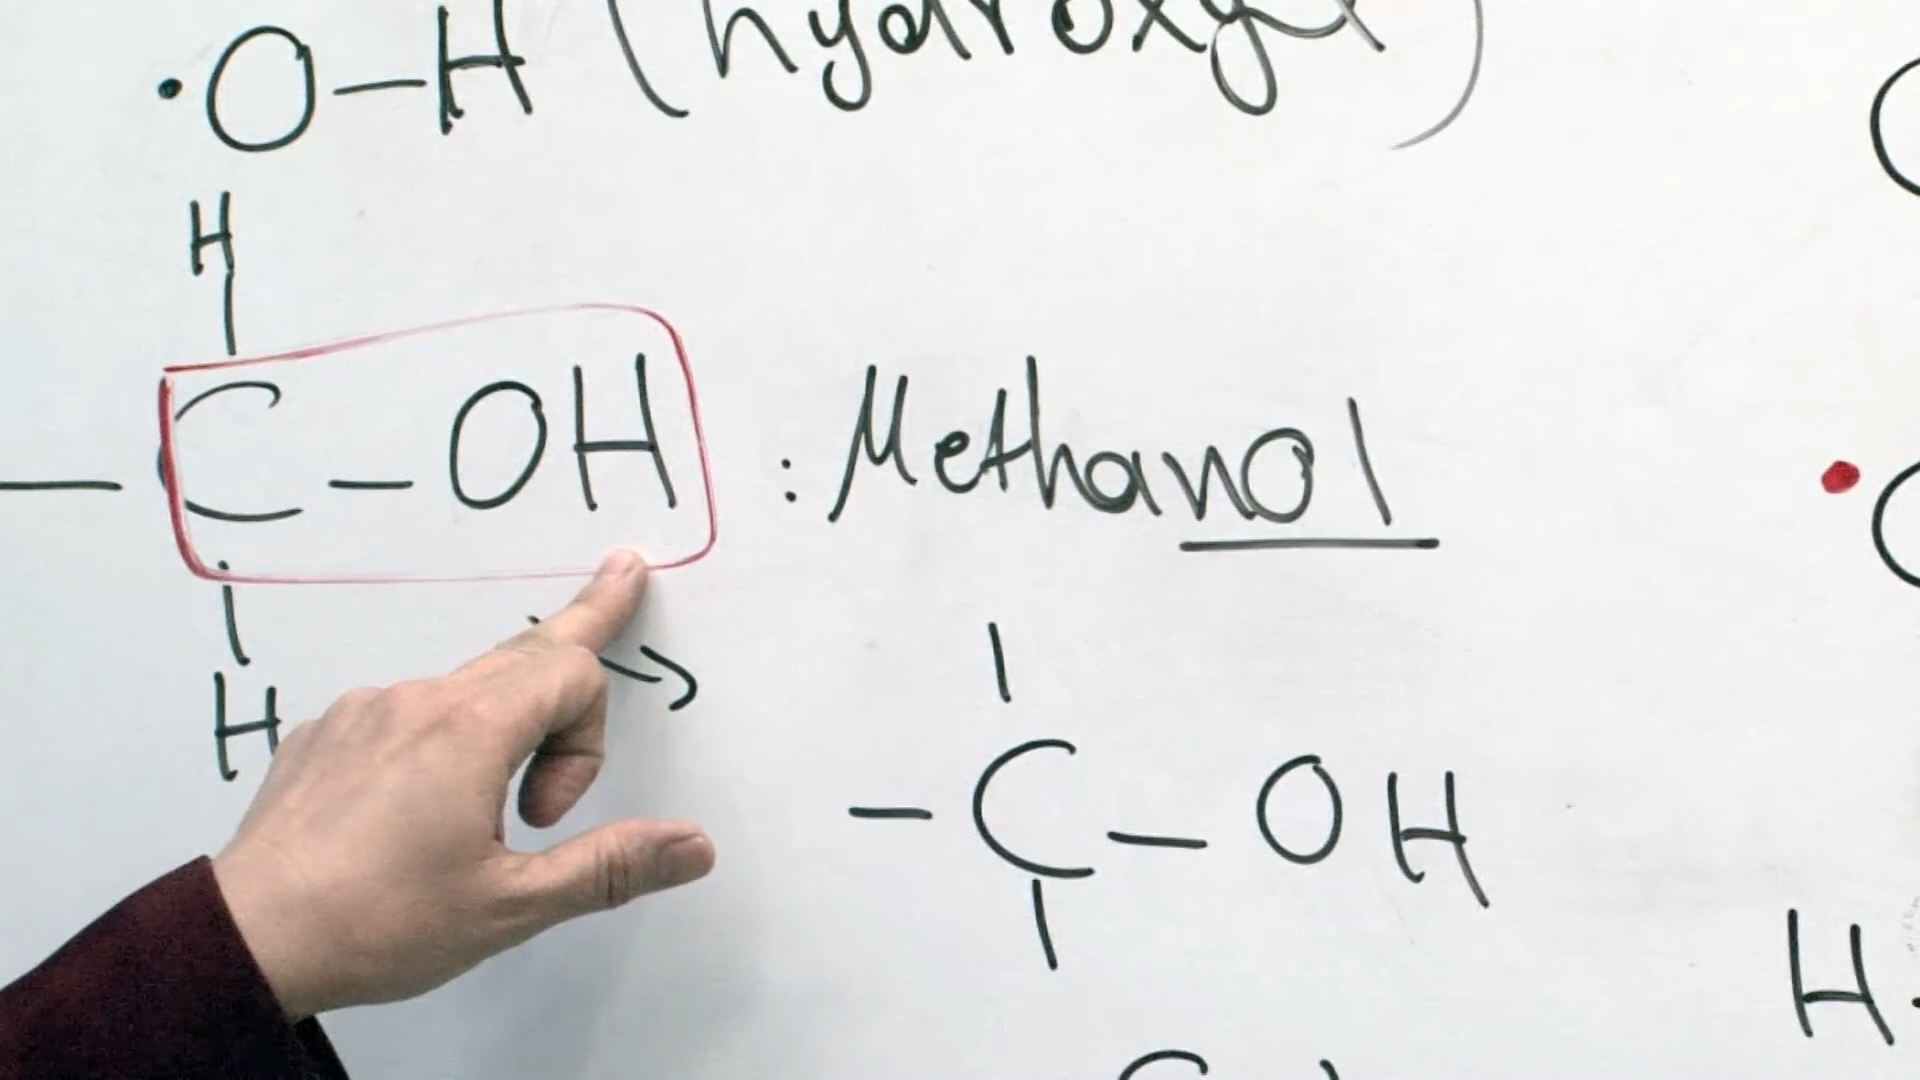 ·O–H (hydroxyl)
H
– C – OH : Methanol
H
– C – OH
H